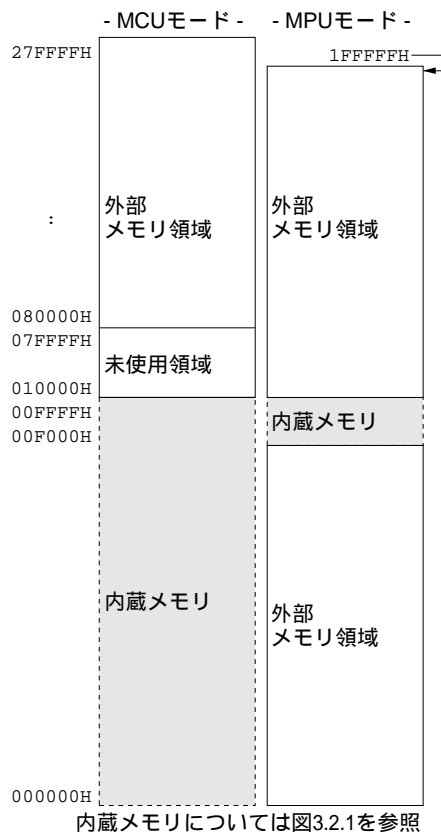 - MCUモード -
- MPUモード -
27FFFFH
1FFFFFH
外部
メモリ領域
外部
メモリ領域
:
080000H
07FFFFH
未使用領域
010000H
00FFFFH
内蔵メモリ
00F000H
内蔵メモリ
外部
メモリ領域
000000H
内蔵メモリについては図3.2.1を参照